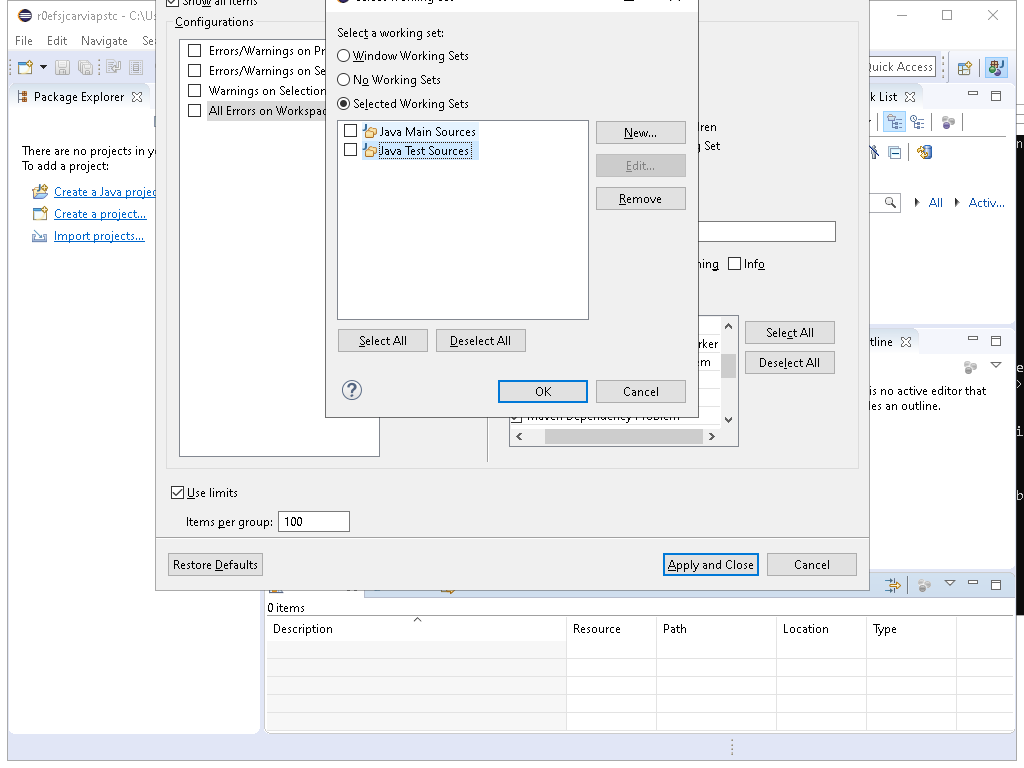 r0efsjcarviapstc - C:\Us
File Edit Navigate Se
Quick Access
Package Explorer
There are no projects in y
To add a project:
Create a Java projec
Create a project...
Import projects...
Show all items
Configurations
Errors/Warnings on Pr
Errors/Warnings on Se
Warnings on Selection
All Errors on Workspac
Select a working set:
Window Working Sets
No Working Sets
Selected Working Sets
Java Main Sources
Java Test Sources
New...
Edit...
Remove
Select All
Deselect All
OK
Cancel
ren
g Set
ning
Info
rker
em
Maven Dependency Problem
Select All
Deselect All
Use limits
Items per group: 100
Restore Defaults
Apply and Close
Cancel
k List
All
Activ...
tline
is no active editor that
des an outline.
0 items
Description Resource Path Location Type